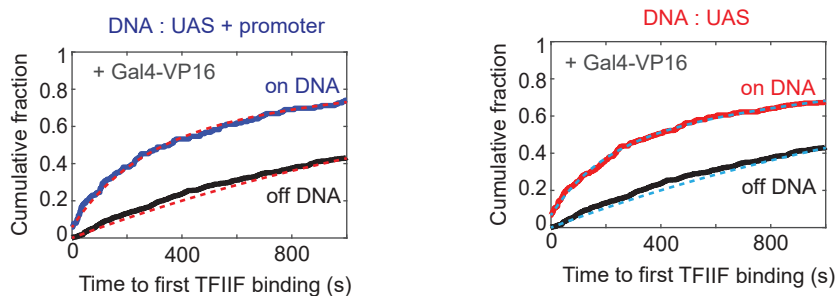 DNA : UAS + promoter
Cumulative fraction
1
0.8
0.6
0.4
0.2
0
+ Gal4-VP16
on DNA
off DNA
0
400
800
Time to first TFIIF binding (s)
DNA : UAS
Cumulative fraction
1
0.8
0.6
0.4
0.2
0
+ Gal4-VP16
on DNA
off DNA
0
400
800
Time to first TFIIF binding (s)